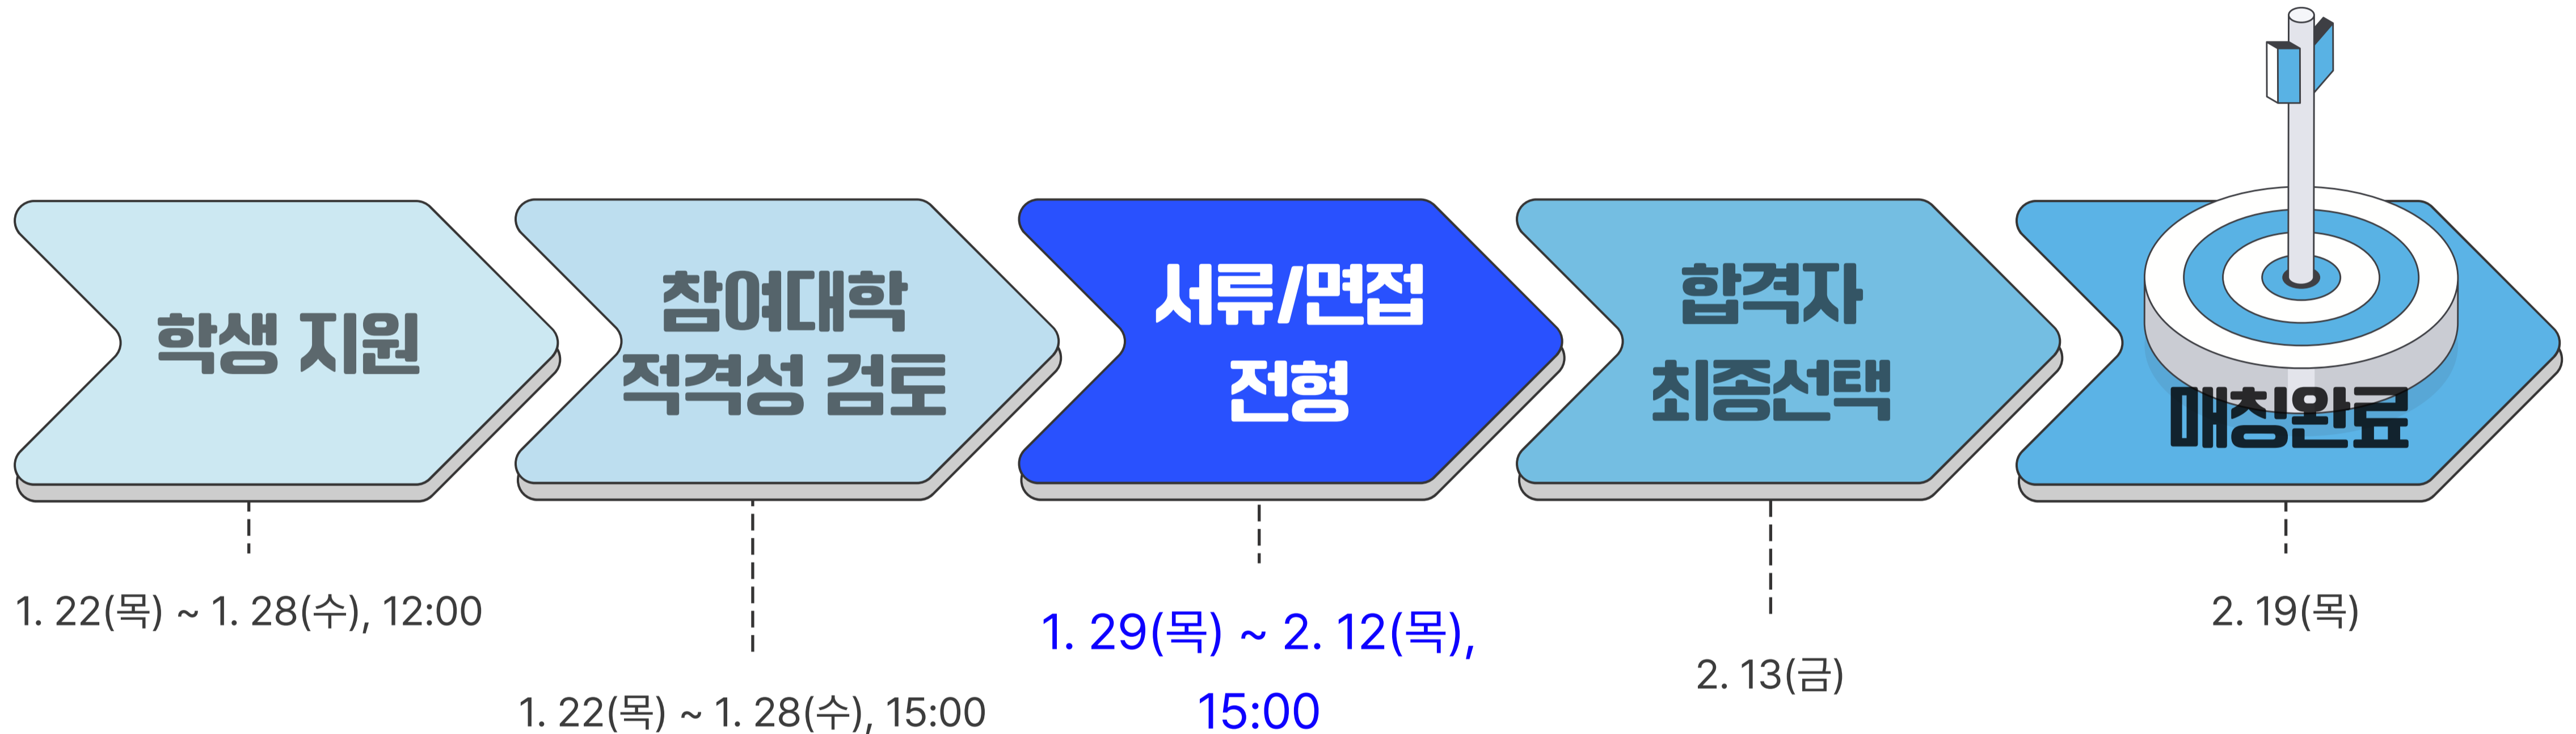 학생 지원
참여대학
적격성 검토
서류/면접
전형
합격자
최종선택
매칭완료
1. 22(목) ~ 1. 28(수), 12:00
1. 22(목) ~ 1. 28(수), 15:00
1. 29(목) ~ 2. 12(목),
15:00
2. 13(금)
2. 19(목)